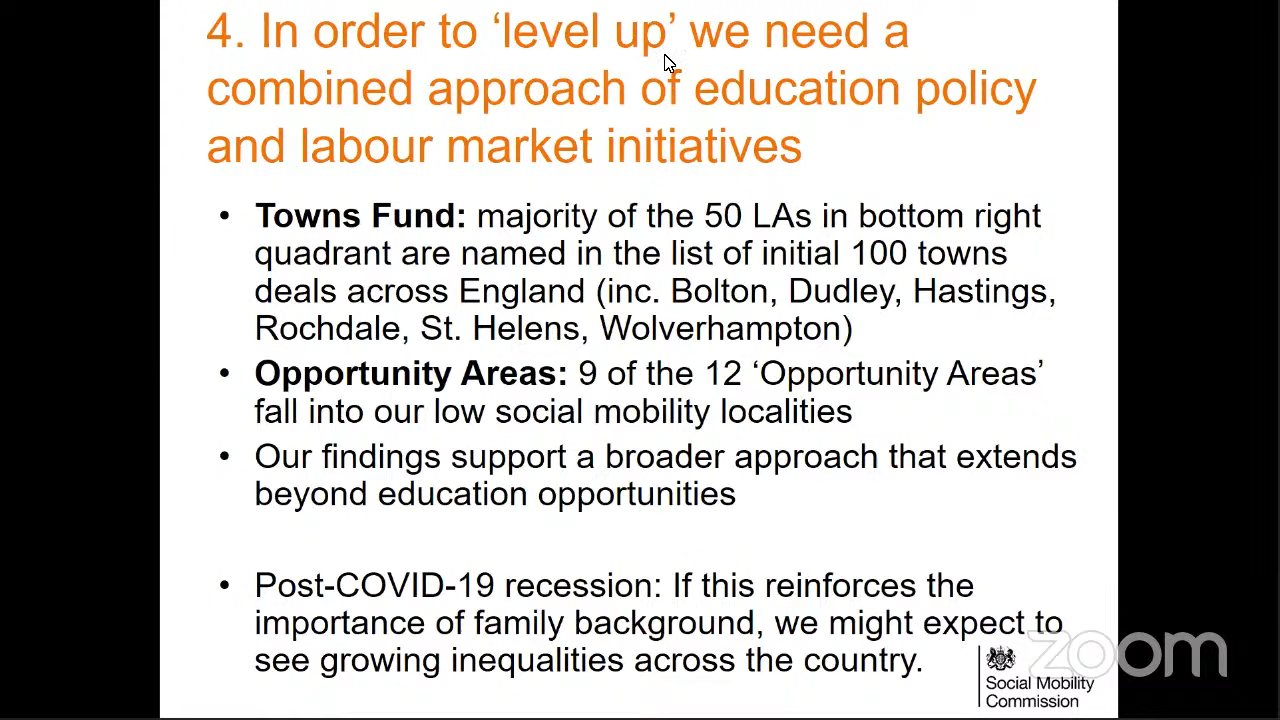 4. In order to ‘level up’ we need a
combined approach of education policy
and labour market initiatives
• Towns Fund: majority of the 50 LAs in bottom right
quadrant are named in the list of initial 100 towns
deals across England (inc. Bolton, Dudley, Hastings,
Rochdale, St. Helens, Wolverhampton)
• Opportunity Areas: 9 of the 12 ‘Opportunity Areas’
fall into our low social mobility localities
• Our findings support a broader approach that extends
beyond education opportunities
• Post-COVID-19 recession: If this reinforces the
importance of family background, we might expect to
see growing inequalities across the country.
zoom
Social Mobility
Commission